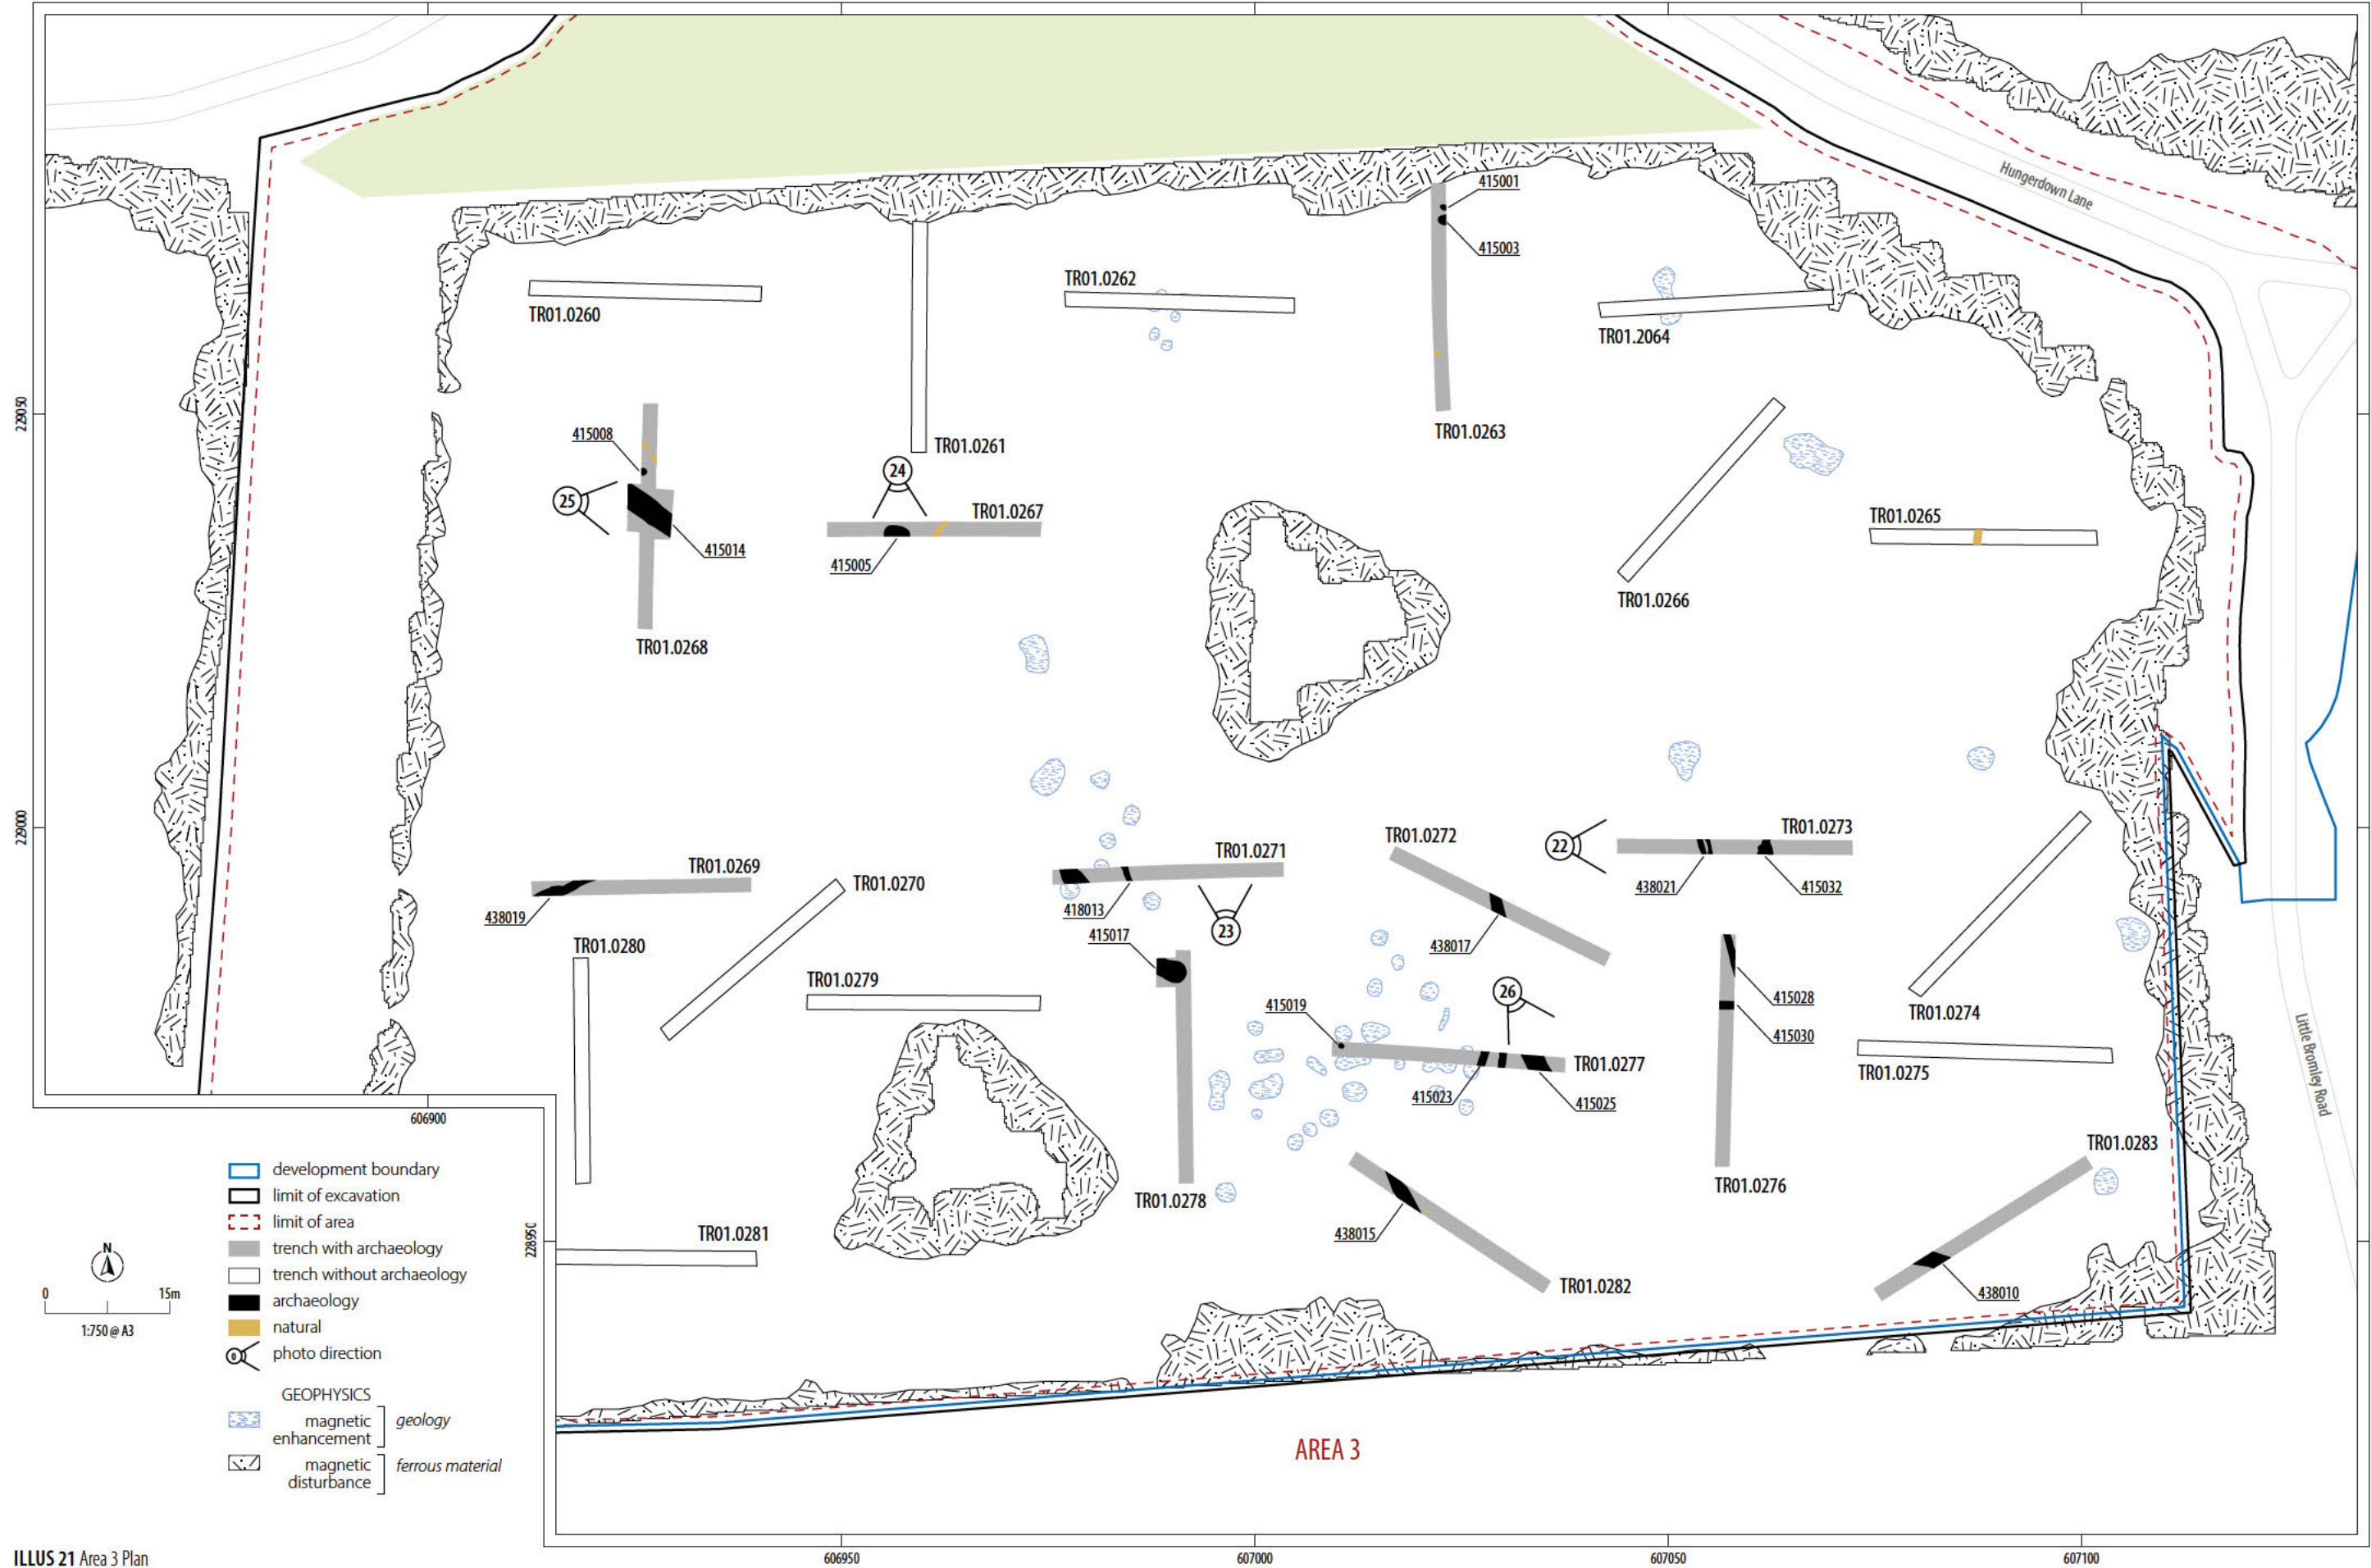 Hungerdown Lane
415001
415003
TR01.0262
TR01.0260
TR01.2064
229050
415008
TR01.0261
TR01.0263
24
25
TR01.0267
TR01.0265
415014
415005
TR01.0266
TR01.0268
229000
TR01.0272
TR01.0273
22
TR01.0271
TR01.0269
TR01.0270
438021
415032
418013
438019
23
415017
TR01.0280
438017
TR01.0279
26
415028
415019
TR01.0274
415030
TR01.0277
TR01.0275
415023
415025
Little Bromley Road
606900
TR01.0283
TR01.0278
TR01.0276
438015
TR01.0281
22895C
TR01.0282
438010
development boundary
limit of excavation
limit of area
trench with archaeology
trench without archaeology
archaeology
natural
0 photo direction
N
0 15m
1:750 @ A3
GEOPHYSICS
magnetic
enhancement
geology
magnetic
disturbance
ferrous material
AREA 3
ILLUS 21 Area 3 Plan
606950
607000
607050
607100